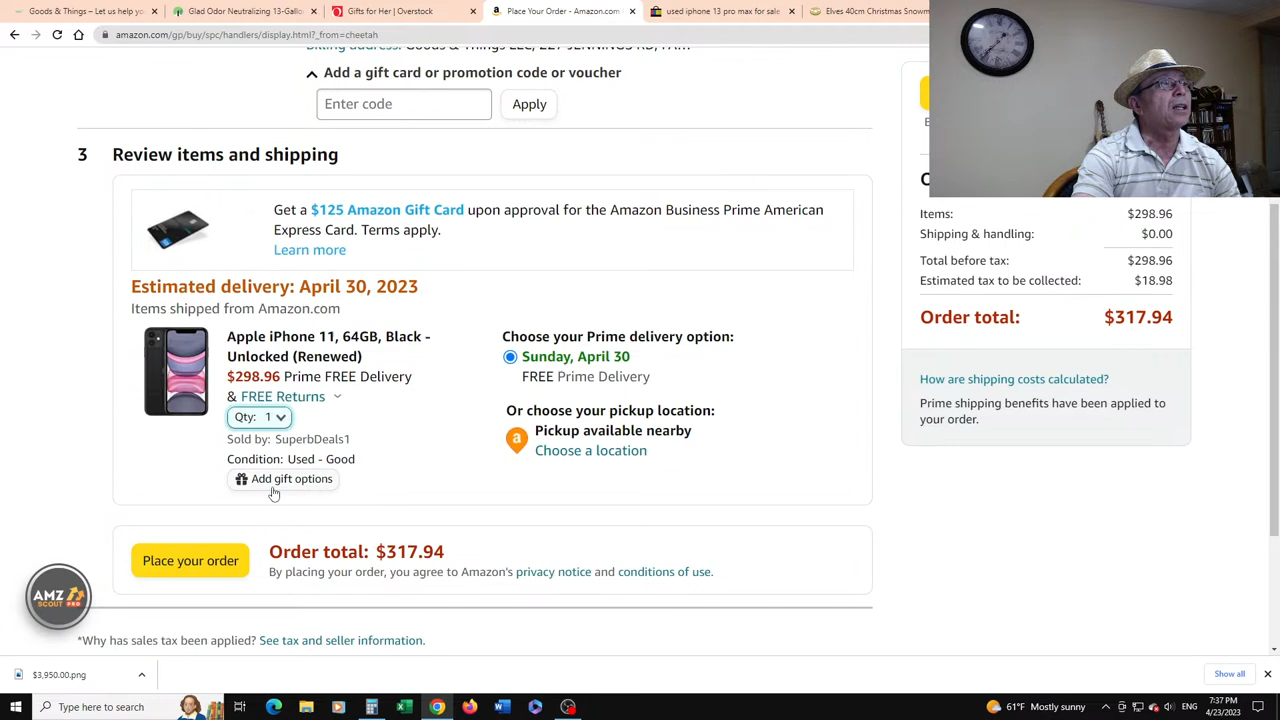 Goods & Things – Let us help yo
Glad Odor Neutralizing 13-Gallo
Gifts for Her | Overstock
Place Your Order - Amazon.com
used iphone 13 pro max for sale
Elves 40cm Christmas Snowm
amazon.com/gp/buy/spc/handlers/display.html?_from=cheetah
Billing address: Goods & Things LLC, 227 JENNINGS RD, FA...
Add a gift card or promotion code or voucher
Enter code
Apply
3 Review items and shipping
Get a $125 Amazon Gift Card upon approval for the Amazon Business Prime American
Express Card. Terms apply.
Learn more
Estimated delivery: April 30, 2023
Items shipped from Amazon.com
Apple iPhone 11, 64GB, Black -
Unlocked (Renewed)
$298.96 Prime FREE Delivery
& FREE Returns
Qty: 1
Sold by: SuperbDeals1
Condition: Used - Good
Add gift options
Choose your Prime delivery option:
Sunday, April 30
FREE Prime Delivery
Or choose your pickup location:
Pickup available nearby
a
Choose a location
Place your order
Order total: $317.94
By placing your order, you agree to Amazon's privacy notice and conditions of use.
*Why has sales tax been applied? See tax and seller information.
Items: $298.96
Shipping & handling: $0.00
Total before tax: $298.96
Estimated tax to be collected: $18.98
Order total: $317.94
How are shipping costs calculated?
Prime shipping benefits have been applied to
your order.
AMZ
SCOUT PRO
$3,950.00.png
Show all
Type here to search
61°F Mostly sunny
ENG
7:37 PM
4/23/2023